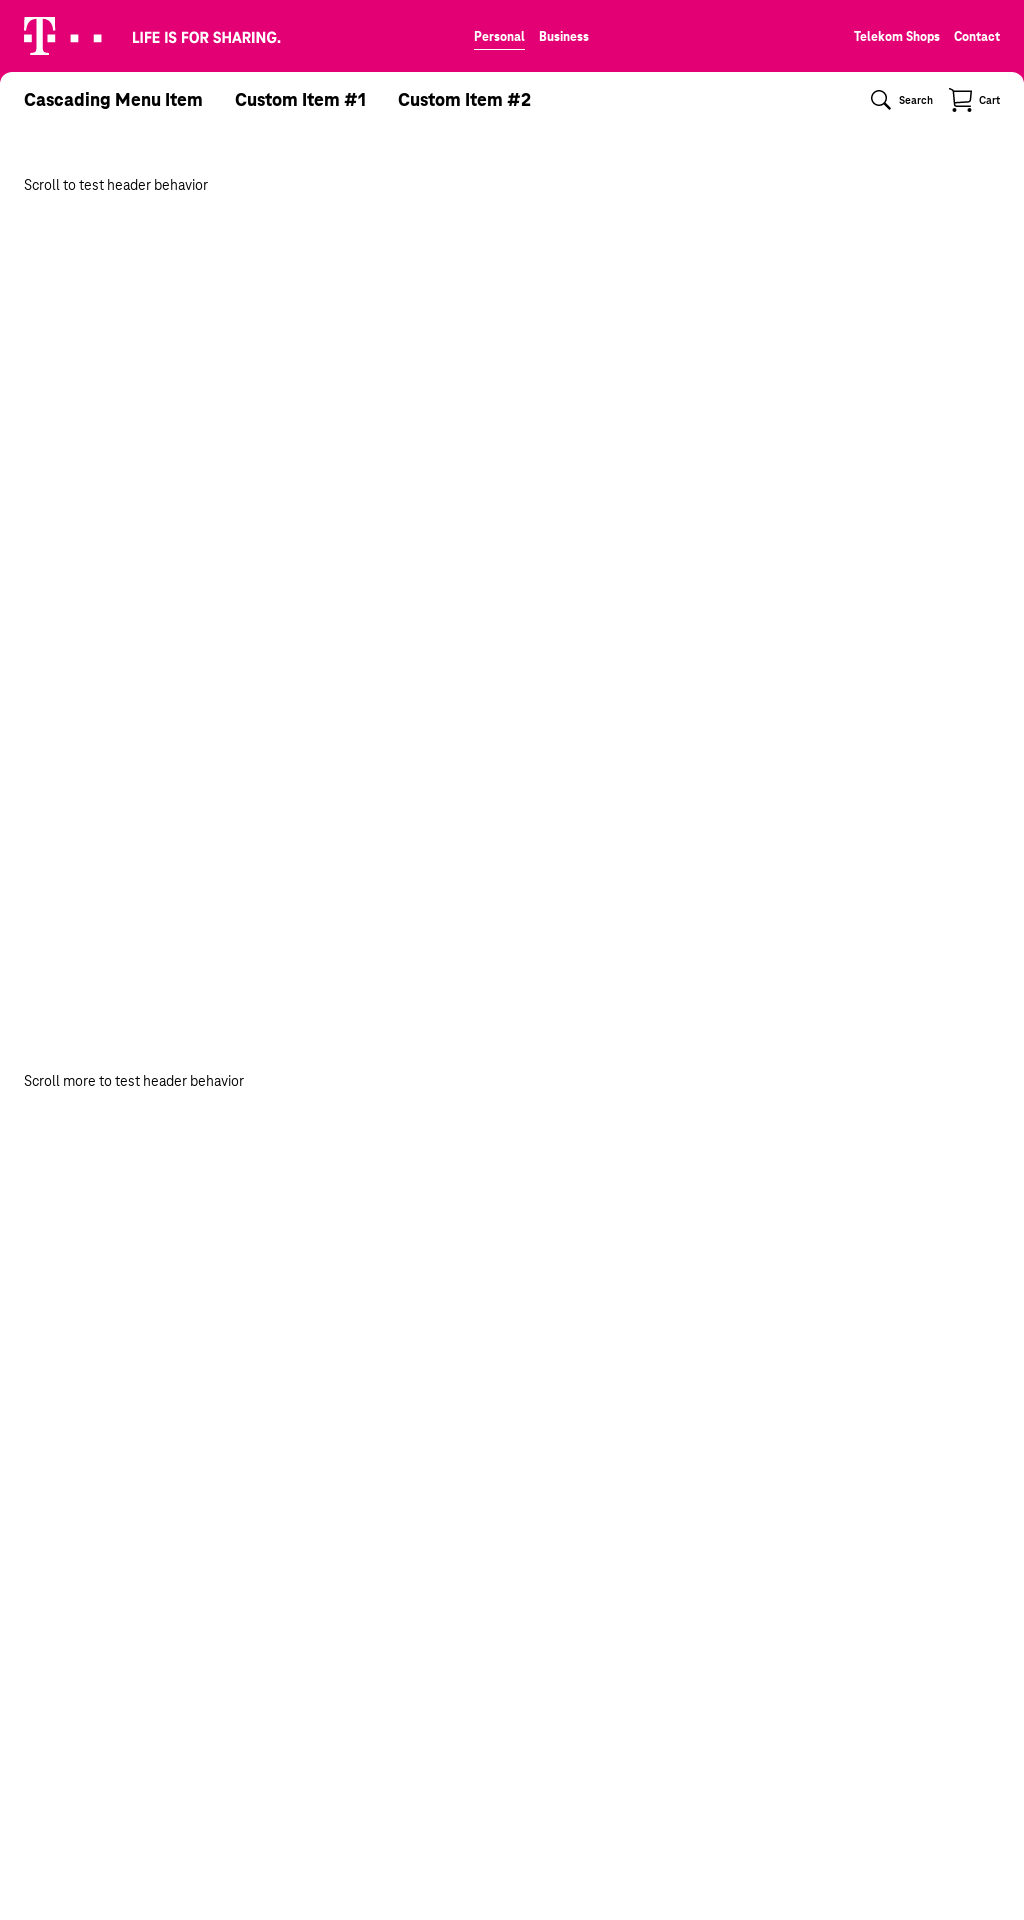 T LIFE IS FOR SHARING. Personal Business Telekom Shops Contact
Cascading Menu Item Custom Item #1 Custom Item #2 Search Cart
Scroll to test header behavior
Scroll more to test header behavior